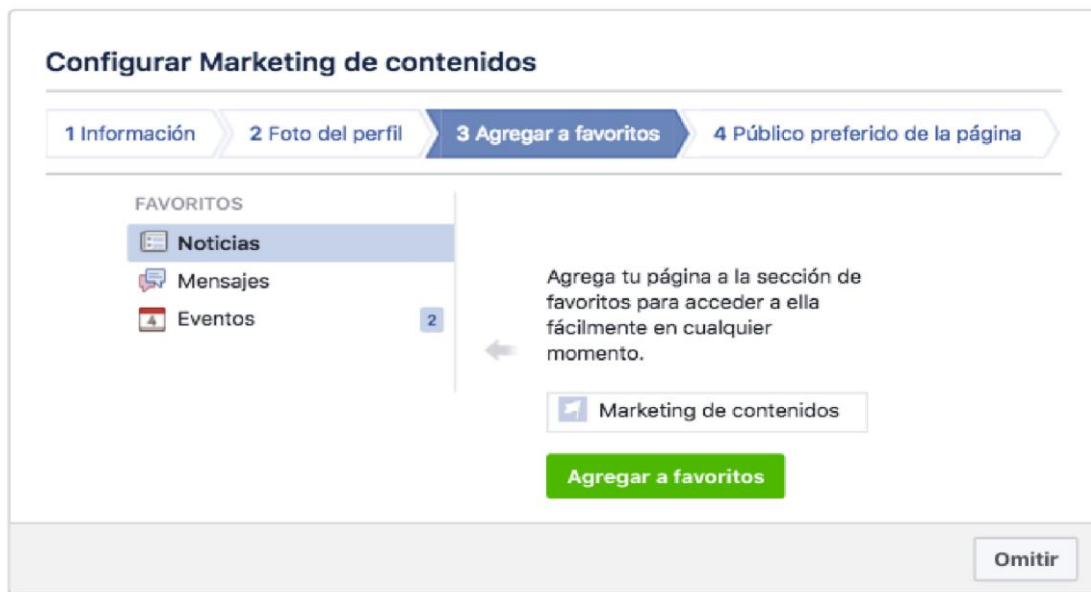 Configurar Marketing de contenidos
1 Información
2 Foto del perfil
3 Agregar a favoritos
4 Público preferido de la página
FAVORITOS
Noticias
Mensajes
4 Eventos 2
Agrega tu página a la sección de
favoritos para acceder a ella
fácilmente en cualquier
momento.
Marketing de contenidos
Agregar a favoritos
Omitir